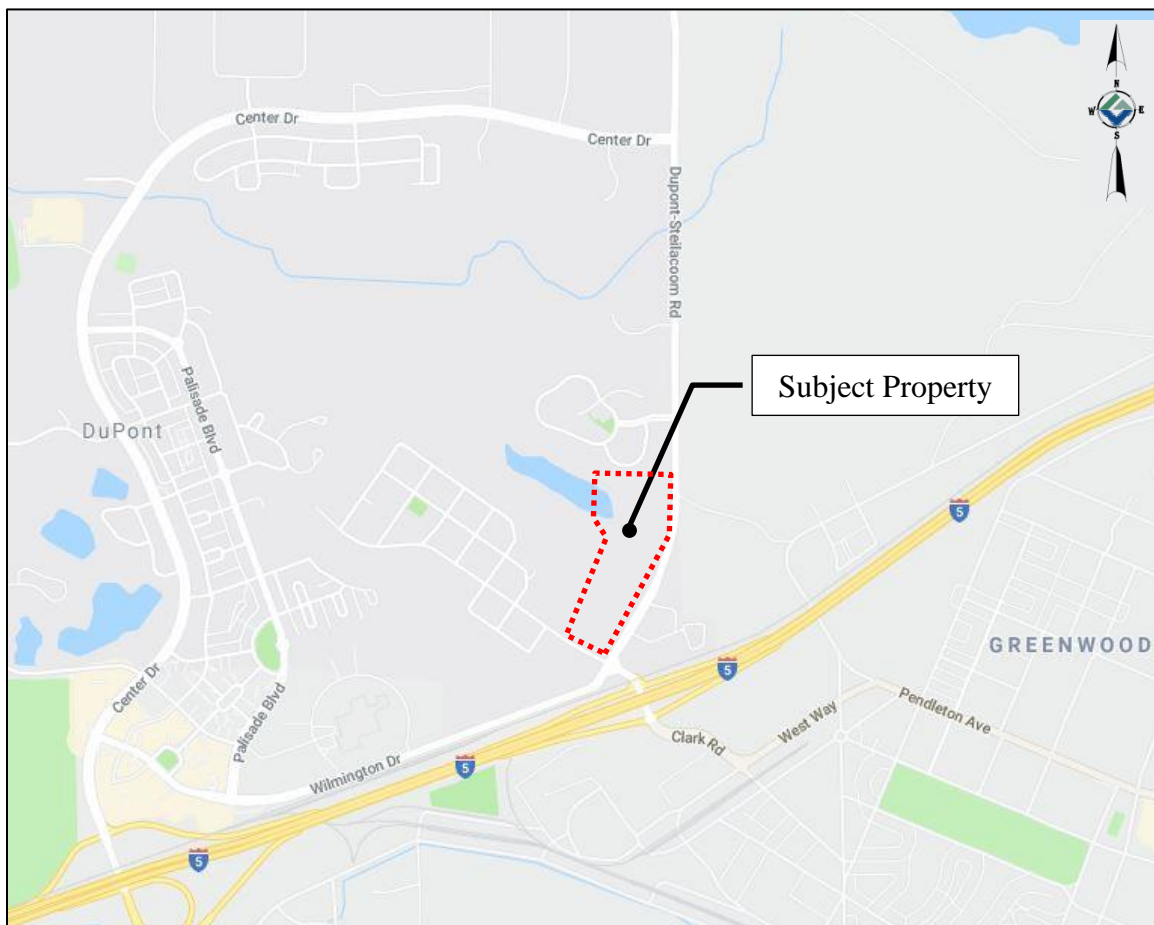 N
W E
S
Center Dr
Center Dr
Dupont-Steilacoom Rd
Palisade Blvd
DuPont
Subject Property
5
GREENWOOD
5
Center Dr
Palisade Blvd
Pendleton Ave
West Way
Clark Rd
Wilmington Dr
5
5